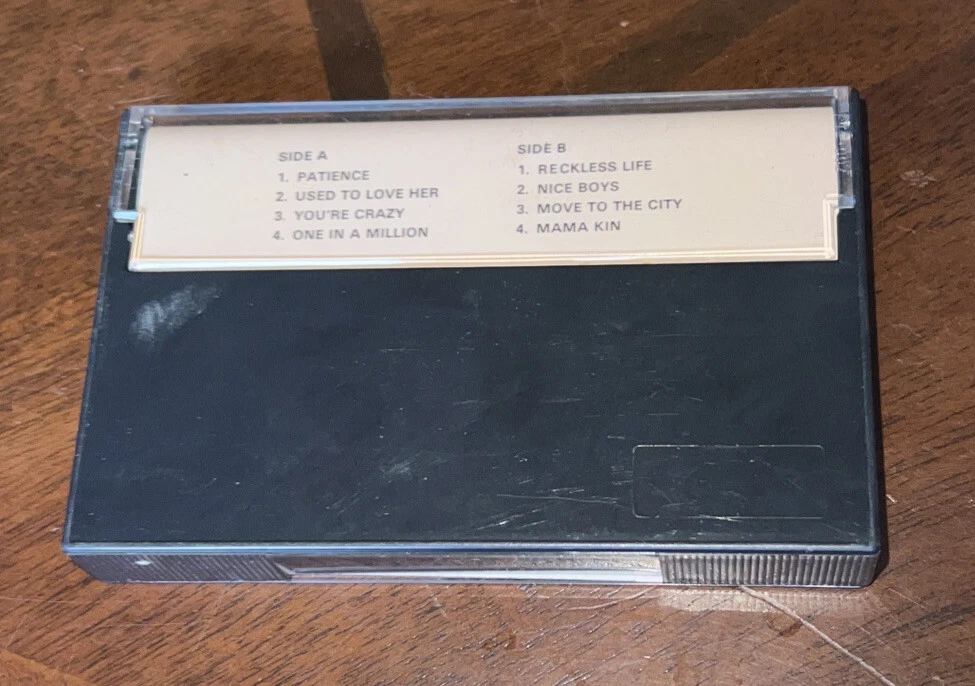 SIDE A
1. PATIENCE
2. USED TO LOVE HER
3. YOU'RE CRAZY
4. ONE IN A MILLION
SIDE B
1. RECKLESS LIFE
2. NICE BOYS
3. MOVE TO THE CITY
4. MAMA KIN